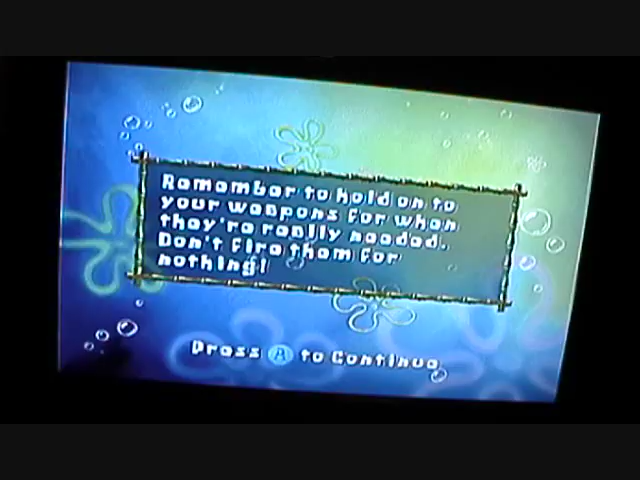 Remember to hold on to
your weapons for when
they're really needed.
Don't fire them for
nothing!
Press A to Continue